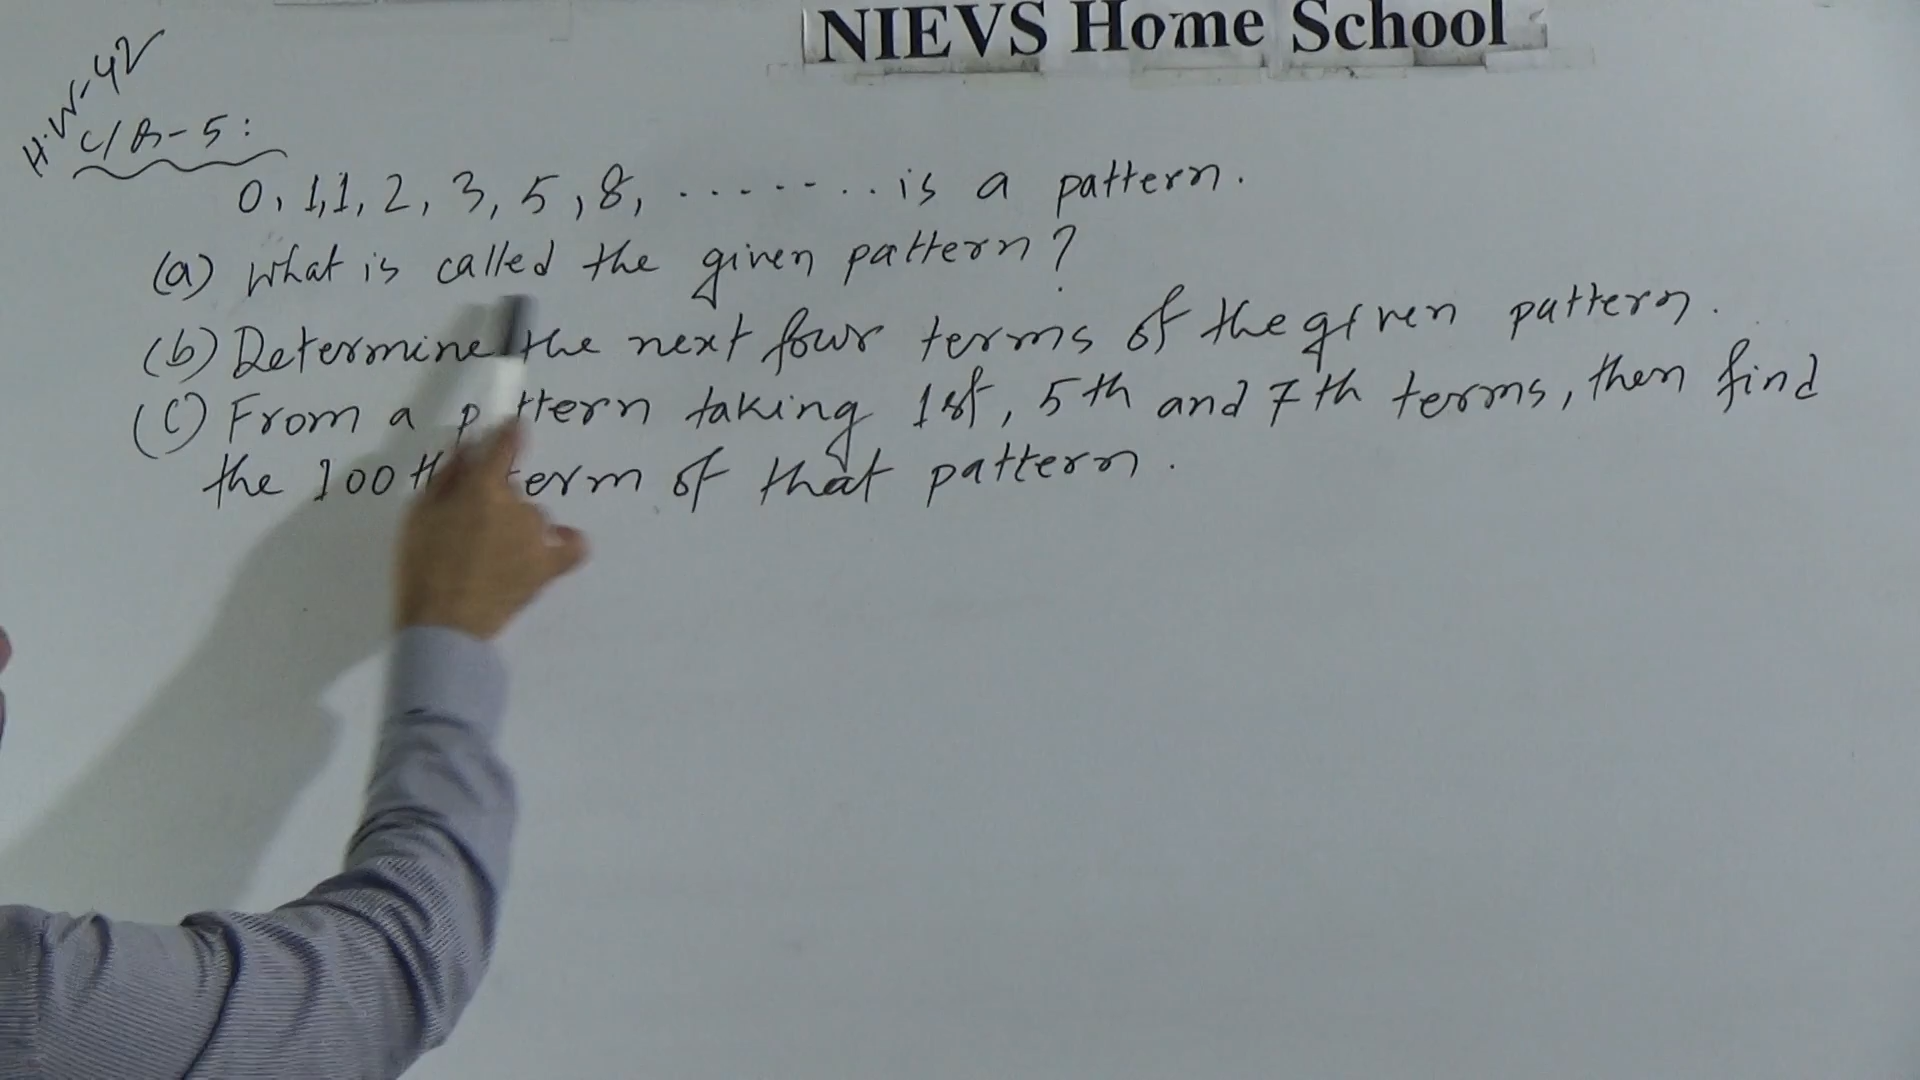 NIEVS Home School
H.W-42
C/Q-5:
0, 1, 1, 2, 3, 5, 8, ........ is a pattern.
(a) What is called the given pattern?
(b) Determine the next four terms of the given pattern.
(c) From a pattern taking 1st, 5th and 7th terms, then find
the 100th term of that pattern.